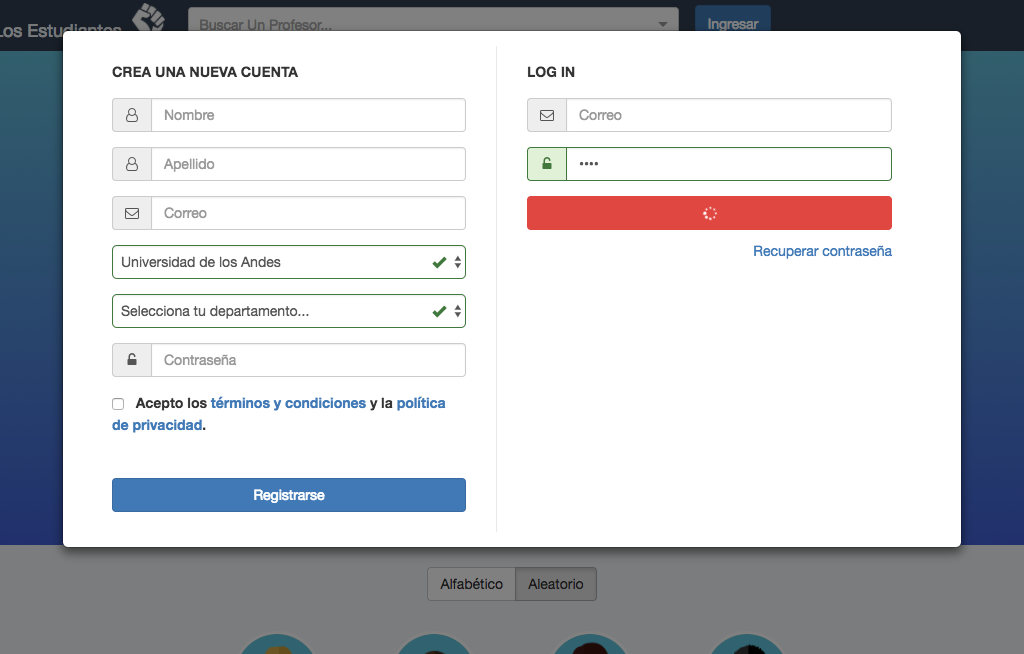 Los Estudiantes
Buscar Un Profesor...
Ingresar
CREA UNA NUEVA CUENTA
Nombre
Apellido
Correo
Universidad de los Andes
Selecciona tu departamento...
Contraseña
Acepto los términos y condiciones y la política
de privacidad.
Registrarse
LOG IN
Correo
••••
Recuperar contraseña
Alfabético
Aleatorio